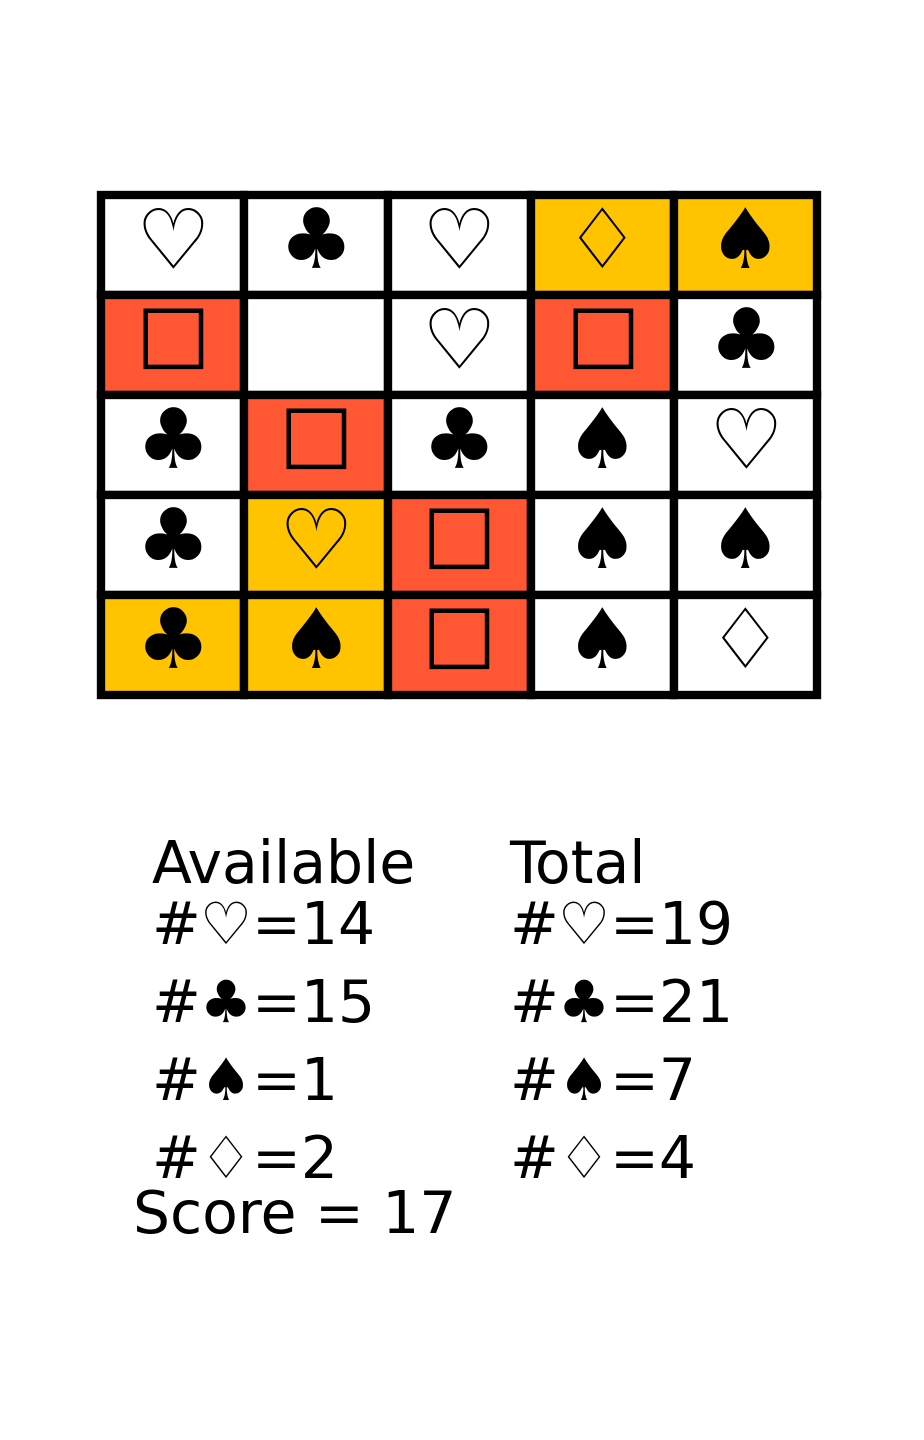 ♡ ♣ ♡ ♢ ♠
□ ♡ □ ♣
♣ □ ♣ ♠ ♡
♣ ♡ □ ♠ ♠
♣ ♠ □ ♠ ♢
Available Total
#♡=14 #♡=19
#♣=15 #♣=21
#♠=1 #♠=7
#♢=2 #♢=4
Score = 17